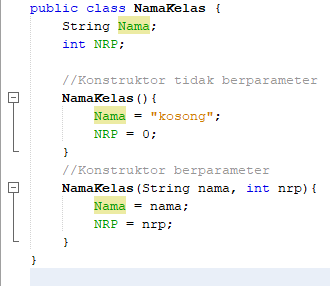 public class NamaKelas {
    String Nama;
    int NRP;
    //Konstruktor tidak berparameter
    NamaKelas(){
        Nama = "kosong";
        NRP = 0;
    }
    //Konstruktor berparameter
    NamaKelas(String nama, int nrp){
        Nama = nama;
        NRP = nrp;
    }
}